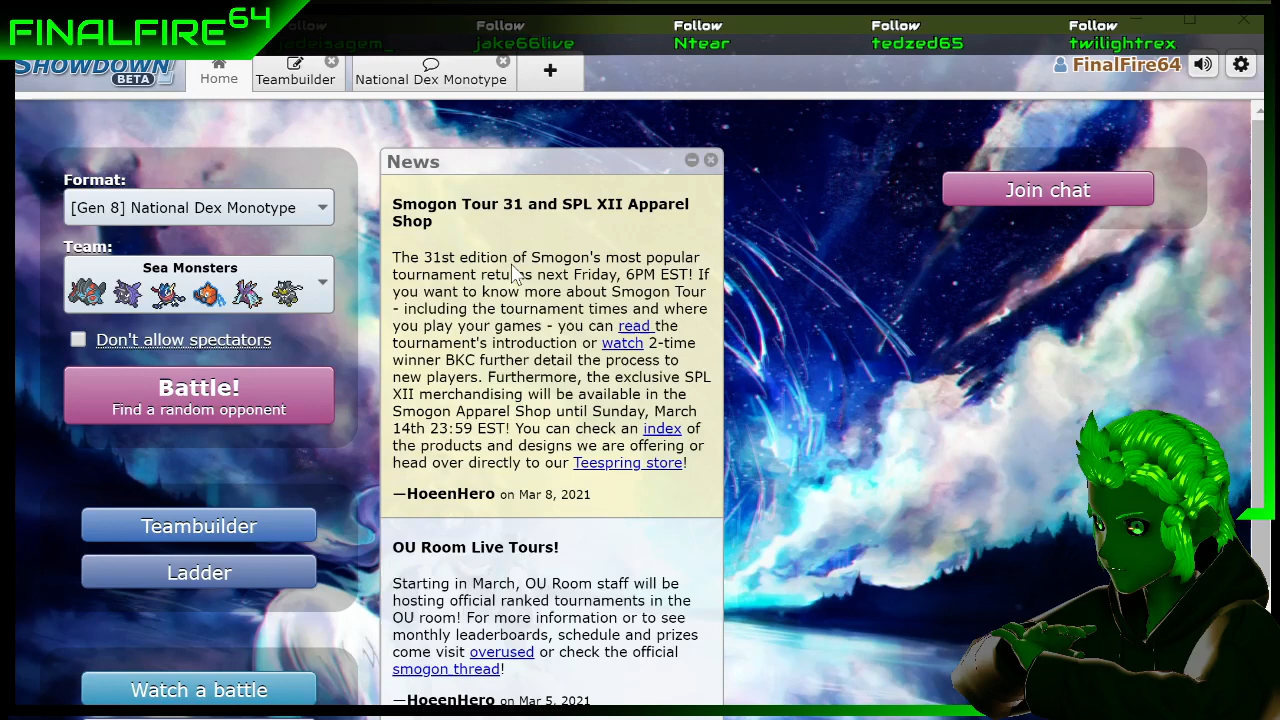 FINALFIRE64
Follow
Follow
Follow
Follow
jake66live
Ntear
tedzed65
twilightrex
SHOWDOWN
BETA
Home
Teambuilder
National Dex Monotype
+
FinalFire64
Format:
[Gen 8] National Dex Monotype
Team:
Sea Monsters
Don't allow spectators
Battle!
Find a random opponent
Teambuilder
Ladder
Watch a battle
News
Smogon Tour 31 and SPL XII Apparel
Shop
The 31st edition of Smogon's most popular
tournament returns next Friday, 6PM EST! If
you want to know more about Smogon Tour
- including the tournament times and where
you play your games - you can read the
tournament's introduction or watch 2-time
winner BKC further detail the process to
new players. Furthermore, the exclusive SPL
XII merchandising will be available in the
Smogon Apparel Shop until Sunday, March
14th 23:59 EST! You can check an index of
the products and designs we are offering or
head over directly to our Teespring store!
—HoeenHero on Mar 8, 2021
OU Room Live Tours!
Starting in March, OU Room staff will be
hosting official ranked tournaments in the
OU room! For more information or to see
monthly leaderboards, schedule and prizes
come visit overused or check the official
smogon thread!
—HoeenHero on Mar 5, 2021
Join chat